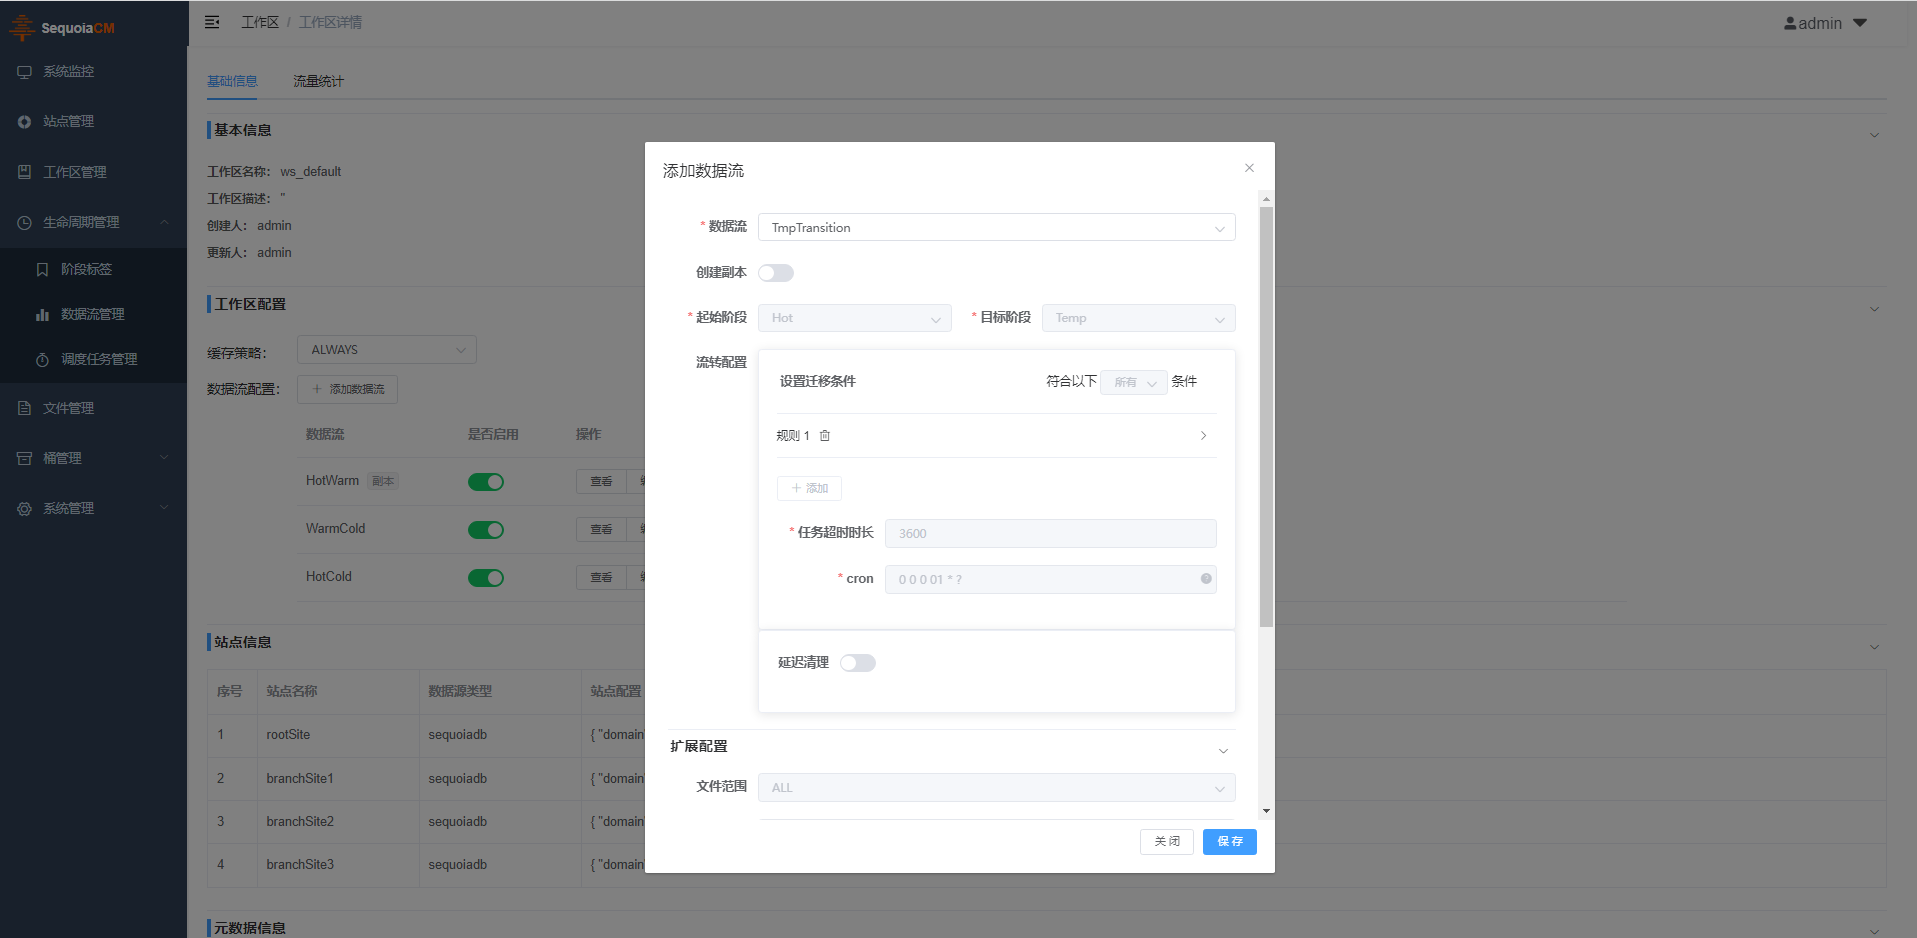 SequoiaCM
工作区 / 工作区详情
admin
系统监控
站点管理
工作区管理
生命周期管理
阶段标签
数据流管理
调度任务管理
文件管理
桶管理
系统管理
基础信息 流量统计
基本信息
工作区名称: ws_default
工作区描述: "
创建人: admin
更新人: admin
工作区配置
缓存策略: ALWAYS
数据流配置: + 添加数据流
数据流 是否启用 操作
HotWarm 副本 查看
WarmCold 查看
HotCold 查看
站点信息
序号 站点名称 数据源类型 站点配置
1 rootSite sequoiadb { "domain"
2 branchSite1 sequoiadb { "domain"
3 branchSite2 sequoiadb { "domain"
4 branchSite3 sequoiadb { "domain"
元数据信息
添加数据流
* 数据流 TmpTransition
创建副本
* 起始阶段 Hot * 目标阶段 Temp
流转配置
设置迁移条件 符合以下 所有 条件
规则 1
+ 添加
* 任务超时时长 3600
* cron 0 0 0 01 * ?
延迟清理
扩展配置
文件范围 ALL
关闭 保存